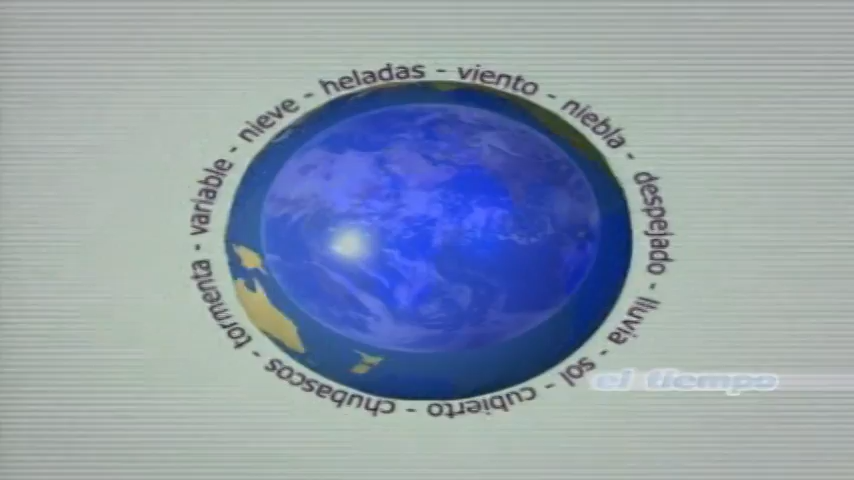 heladas - viento - niebla - despejado - lluvia - sol - cubierto - chubascos - tormenta - variable - nieve -
el tiempo